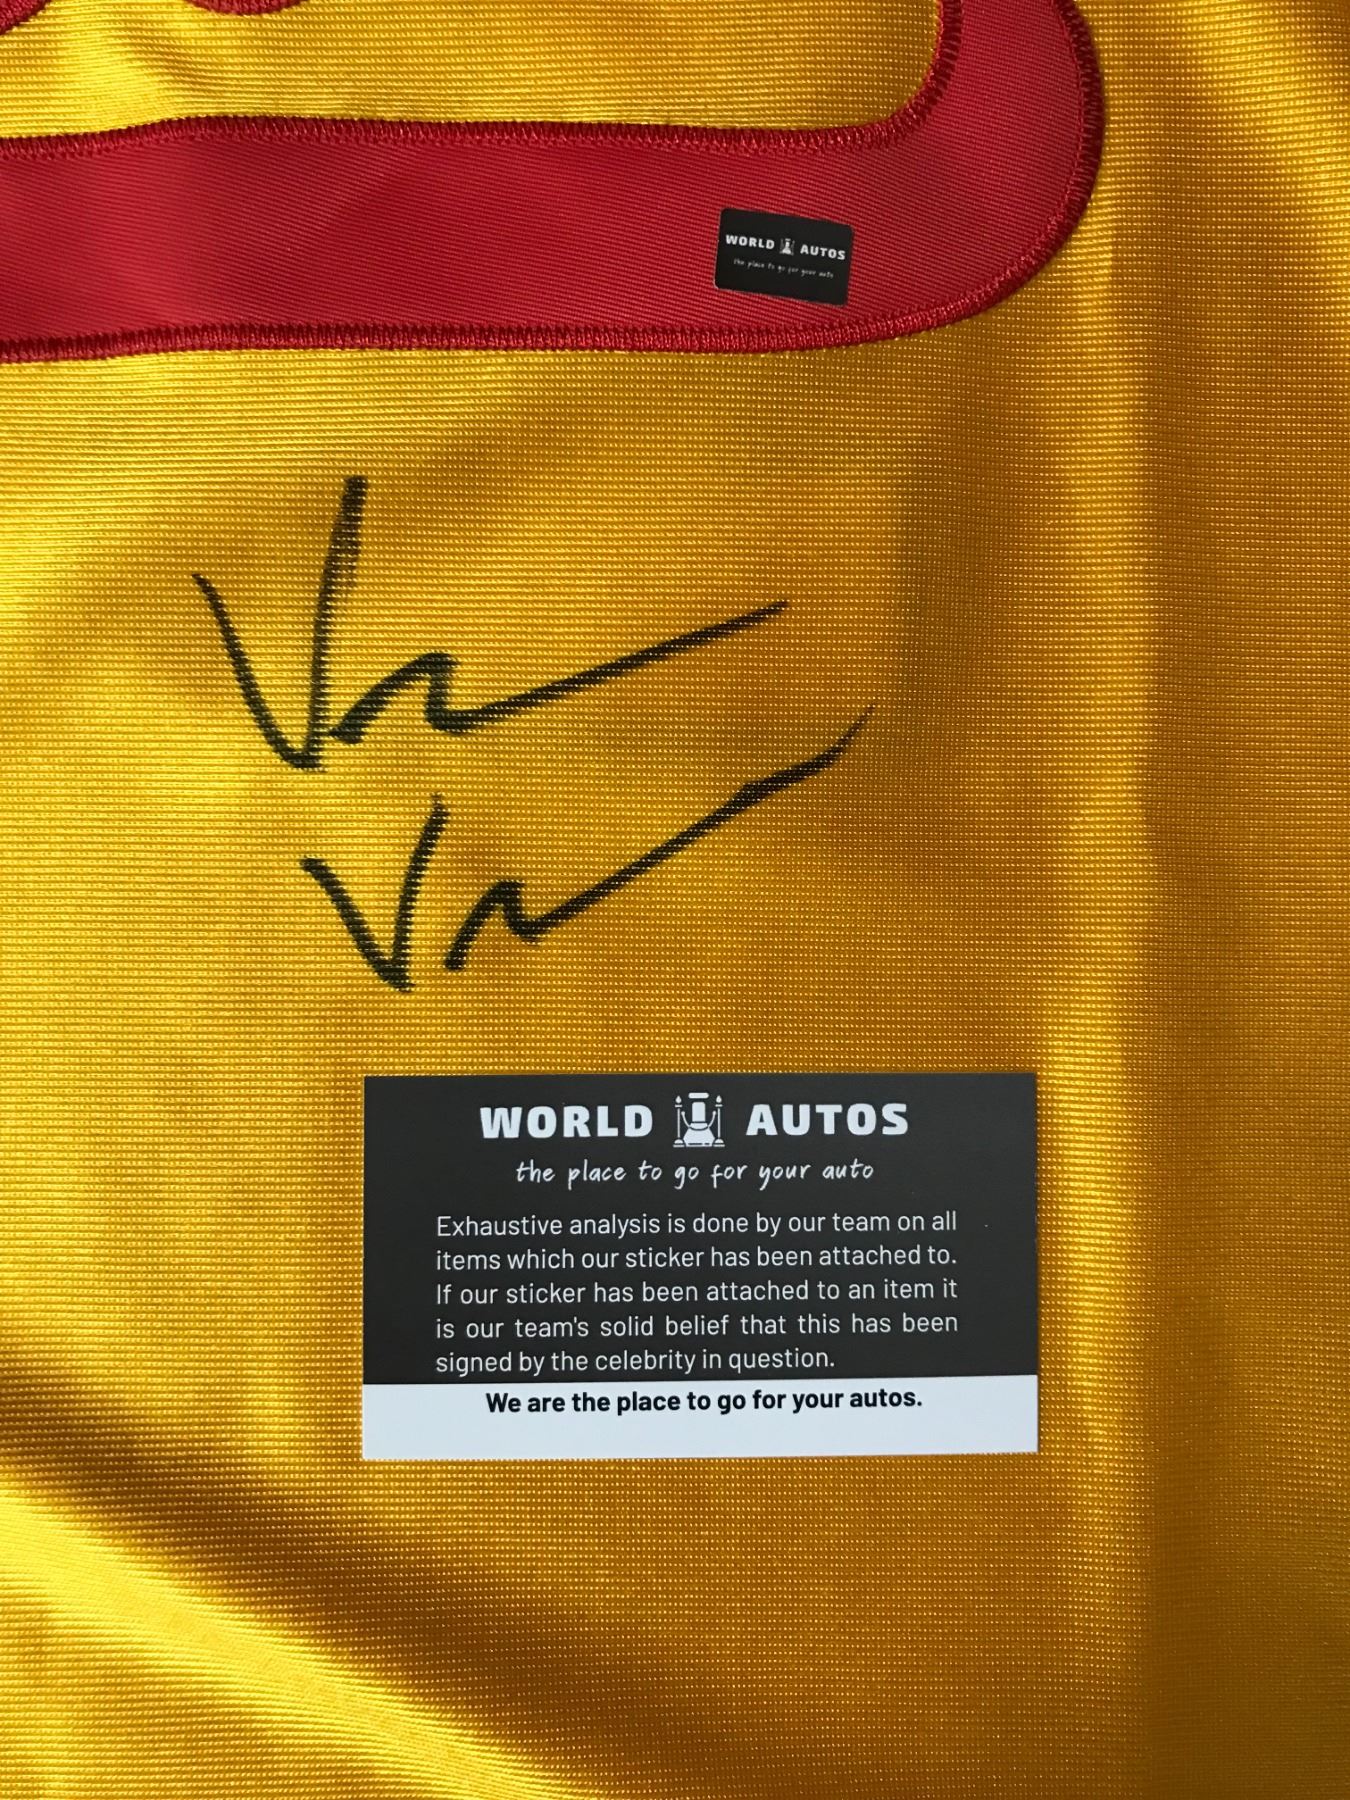 WORLD AUTOS
the place to go for your auto
WORLD AUTOS
the place to go for your auto
Exhaustive analysis is done by our team on all
items which our sticker has been attached to.
If our sticker has been attached to an item it
is our team's solid belief that this has been
signed by the celebrity in question.
We are the place to go for your autos.